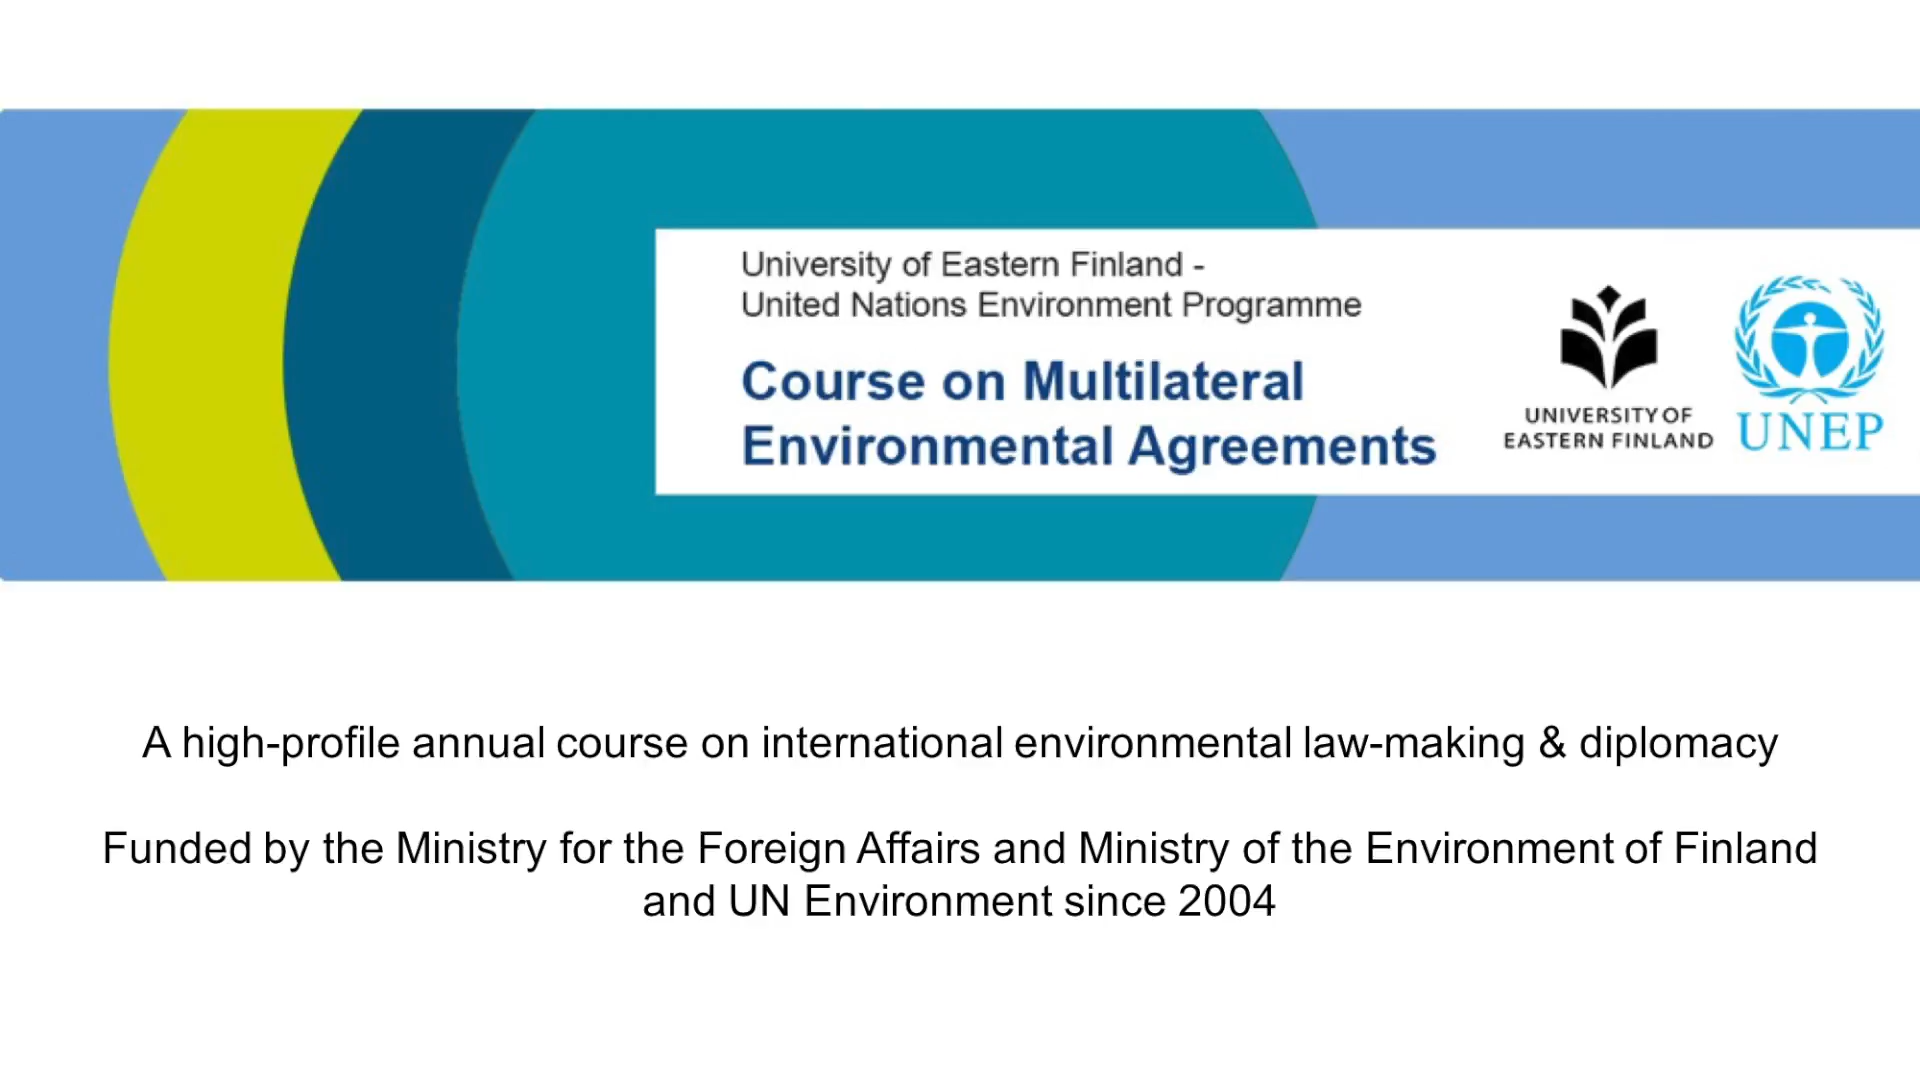 University of Eastern Finland -
United Nations Environment Programme
Course on Multilateral
Environmental Agreements
UNIVERSITY OF
EASTERN FINLAND
UNEP
A high-profile annual course on international environmental law-making & diplomacy
Funded by the Ministry for the Foreign Affairs and Ministry of the Environment of Finland
and UN Environment since 2004